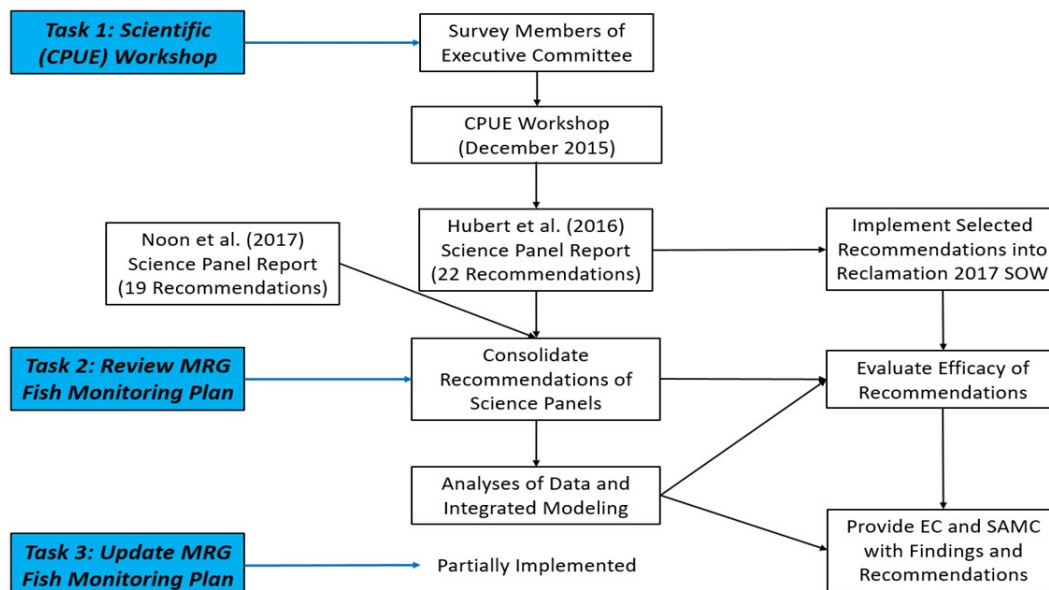 Task 1: Scientific
(CPUE) Workshop
Survey Members of
Executive Committee
CPUE Workshop
(December 2015)
Noon et al. (2017)
Science Panel Report
(19 Recommendations)
Hubert et al. (2016)
Science Panel Report
(22 Recommendations)
Implement Selected
Recommendations into
Reclamation 2017 SOW
Task 2: Review MRG
Fish Monitoring Plan
Consolidate
Recommendations of
Science Panels
Evaluate Efficacy of
Recommendations
Analyses of Data and
Integrated Modeling
Provide EC and SAMC
with Findings and
Recommendations
Task 3: Update MRG
Fish Monitoring Plan
Partially Implemented